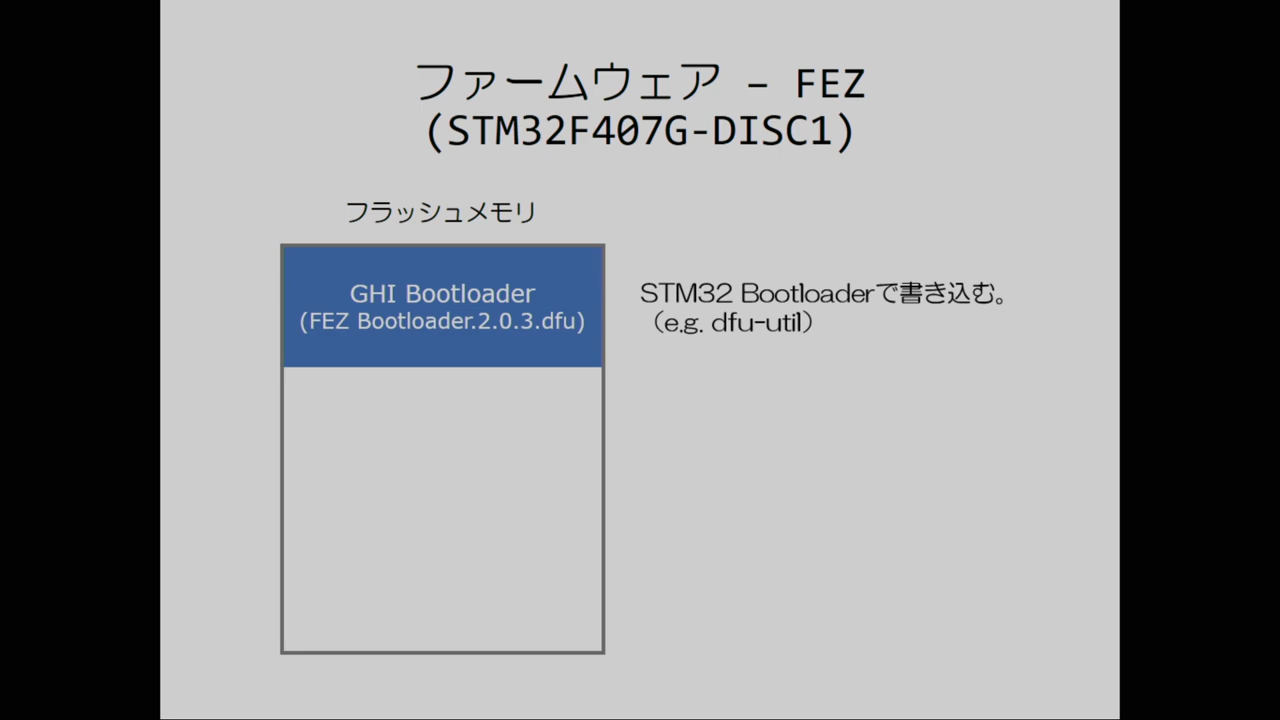 ファームウェア – FEZ
(STM32F407G-DISC1)
フラッシュメモリ
GHI Bootloader
(FEZ Bootloader.2.0.3.dfu)
STM32 Bootloaderで書き込む。
（e.g. dfu-util）